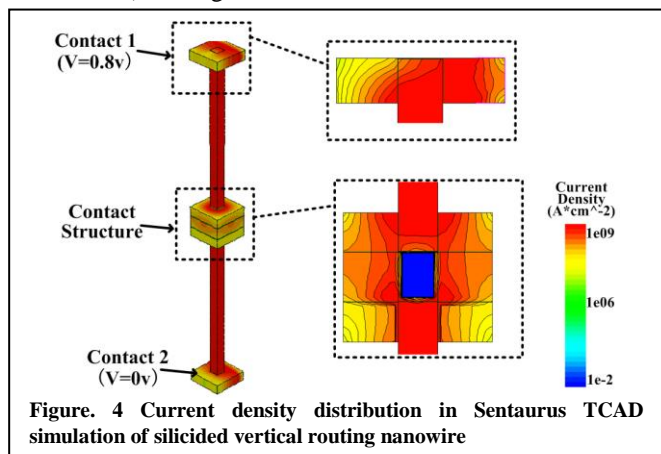 Contact 1
(V=0.8v)
Contact
Structure
Contact 2
(V=0v)
Current
Density
(A*cm^-2)
1e09
1e06
1e-2
Figure. 4 Current density distribution in Sentaurus TCAD
simulation of silicided vertical routing nanowire